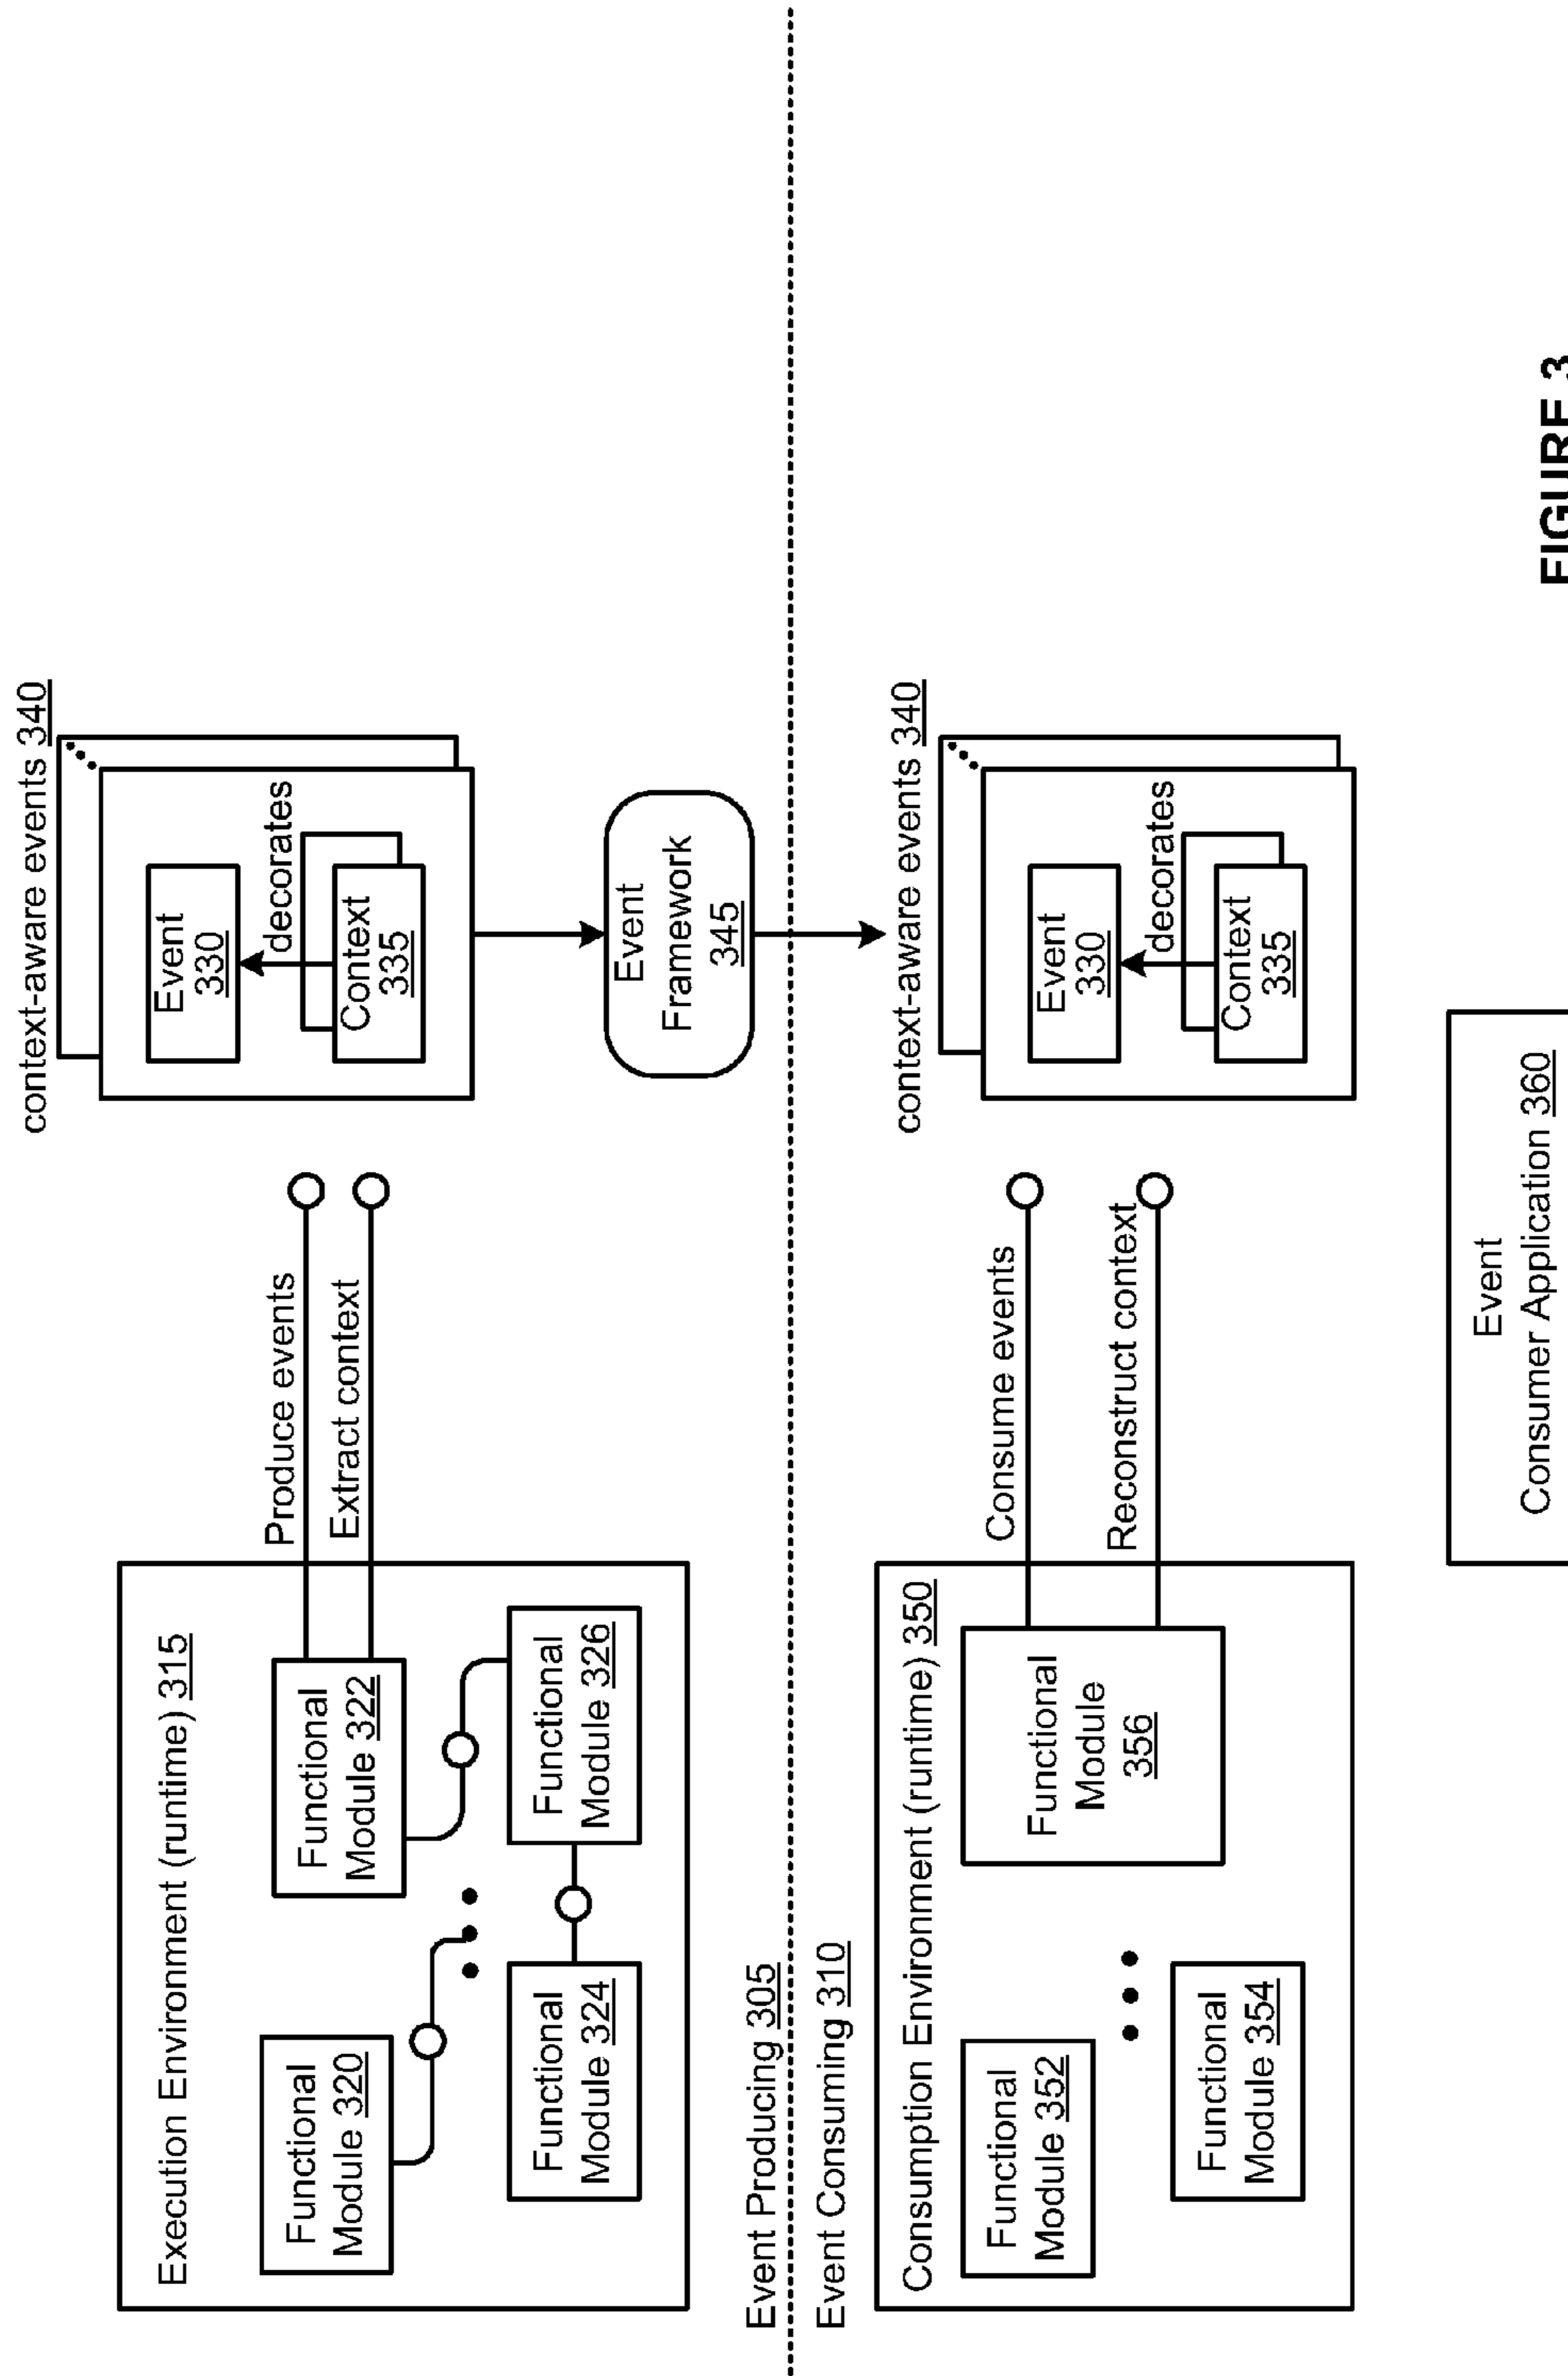 Execution Environment (runtime) 315
Functional
Module 320
Functional
Module 322
Functional
Module 324
Functional
Module 326
Produce events
Extract context
context-aware events 340
Event
330
decorates
Context
335
Event
Framework
345
Event Producing 305
Event Consuming 310
Consumption Environment (runtime) 350
Functional
Module 352
Functional
Module 354
Functional
Module
356
Consume events
Reconstruct context
context-aware events 340
Event
330
decorates
Context
335
Event
Consumer Application 360
FIGURE 3